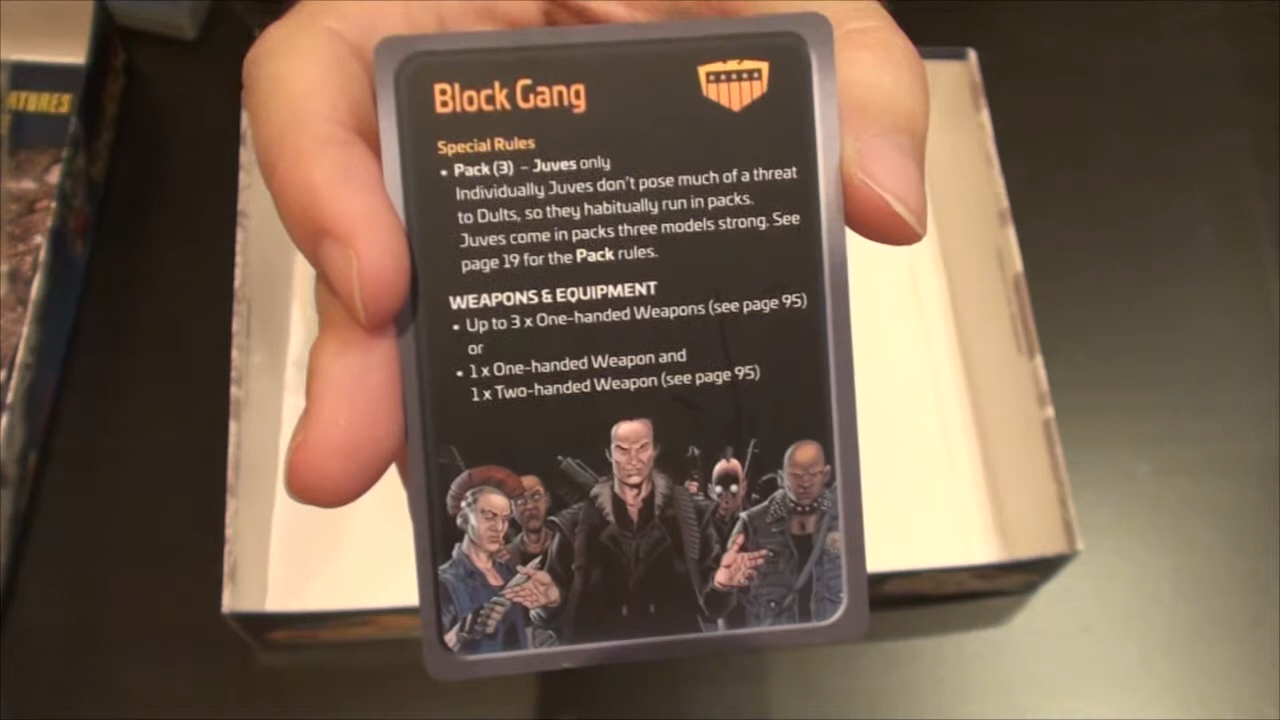 ATURES
Block Gang
Special Rules
• Pack (3) – Juves only
Individually Juves don't pose much of a threat
to Dults, so they habitually run in packs.
Juves come in packs three models strong. See
page 19 for the Pack rules.
WEAPONS & EQUIPMENT
• Up to 3 x One-handed Weapons (see page 95)
or
• 1 x One-handed Weapon and
1 x Two-handed Weapon (see page 95)